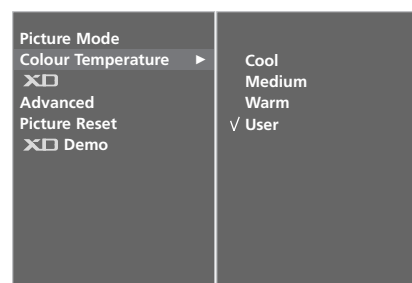 Picture Mode
Colour Temperature ►
XD
Advanced
Picture Reset
XD Demo
Cool
Medium
Warm
√ User